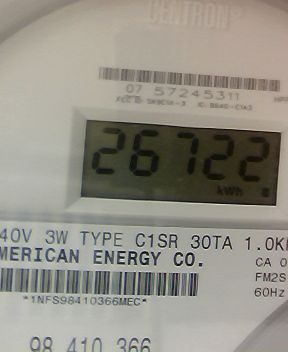 CENTRON®
07 57245311
26722
kWh
40V 3W TYPE C1SR 30TA 1.0K
MERICAN ENERGY CO. CA 0
FM2S
*1NFS98410366MEC* 60Hz
98 410 366